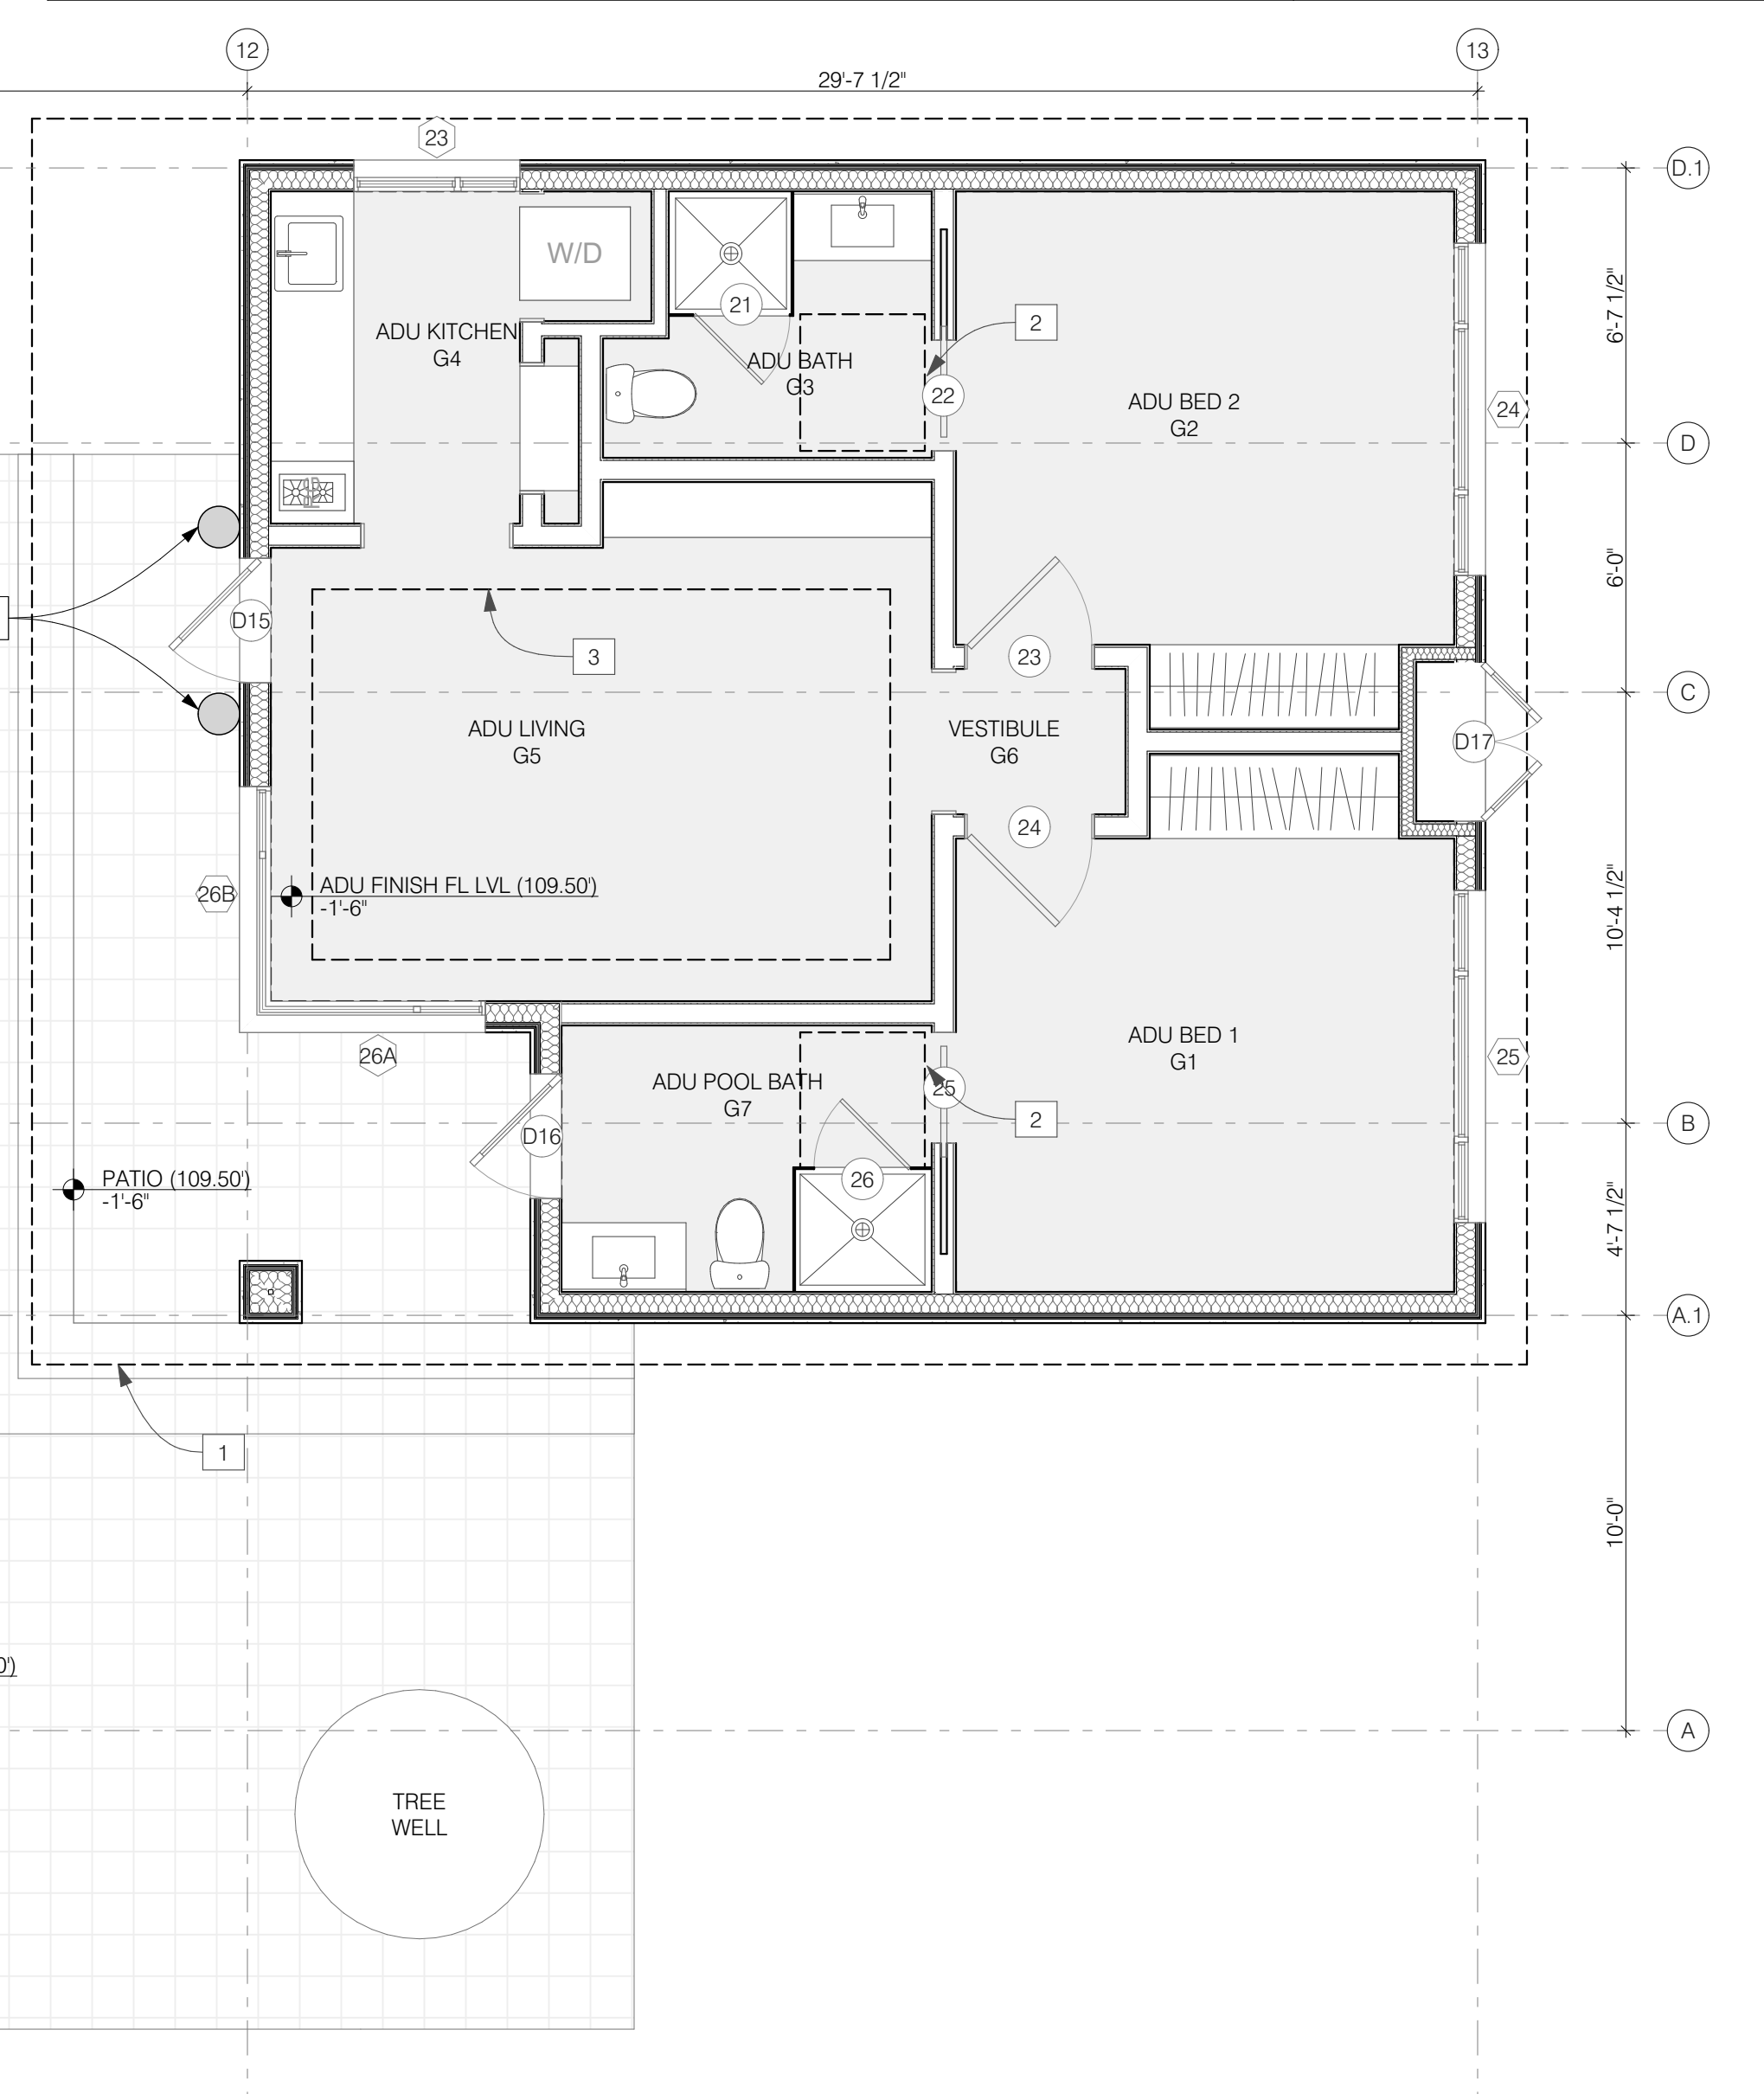 12
13
29'-7 1/2"
23
D.1
W/D
6'-7 1/2"
21
2
ADU KITCHEN
G4
ADU BATH
G3
22
ADU BED 2
G2
24
D
6'-0"
D15
3
23
C
ADU LIVING
G5
VESTIBULE
G6
D17
24
26B
ADU FINISH FL LVL (109.50')
-1'-6"
10'-4 1/2"
26A
ADU BED 1
G1
25
ADU POOL BATH
G7
25
2
B
D16
PATIO (109.50')
-1'-6"
26
4'-7 1/2"
A.1
1
10'-0"
0')
A
TREE
WELL